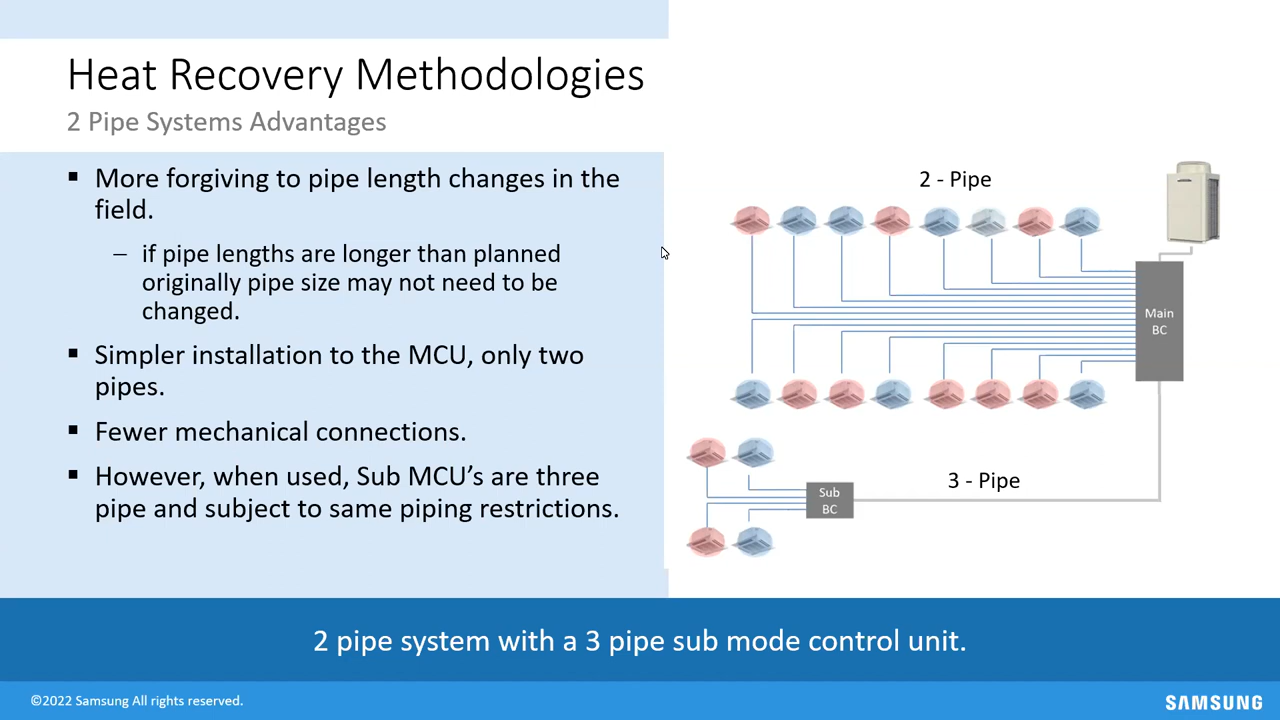 Heat Recovery Methodologies
2 Pipe Systems Advantages
▪ More forgiving to pipe length changes in the
field.
– if pipe lengths are longer than planned
originally pipe size may not need to be
changed.
▪ Simpler installation to the MCU, only two
pipes.
▪ Fewer mechanical connections.
▪ However, when used, Sub MCU’s are three
pipe and subject to same piping restrictions.
2 - Pipe
Main
BC
3 - Pipe
Sub
BC
2 pipe system with a 3 pipe sub mode control unit.
©2022 Samsung All rights reserved.
SAMSUNG